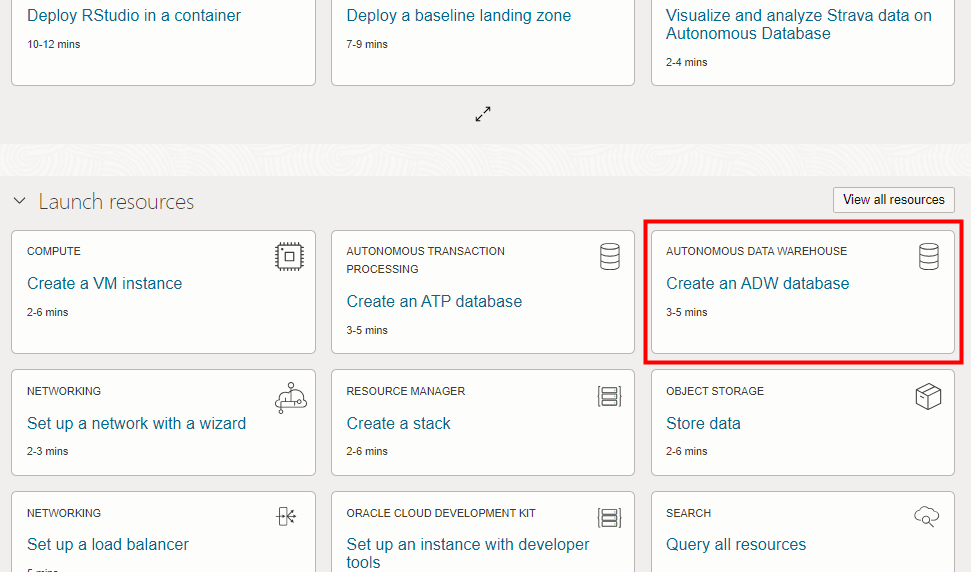 Deploy RStudio in a container
10-12 mins
Deploy a baseline landing zone
7-9 mins
Visualize and analyze Strava data on
Autonomous Database
2-4 mins
Launch resources
View all resources
COMPUTE
Create a VM instance
2-6 mins
AUTONOMOUS TRANSACTION
PROCESSING
Create an ATP database
3-5 mins
AUTONOMOUS DATA WAREHOUSE
Create an ADW database
3-5 mins
NETWORKING
Set up a network with a wizard
2-3 mins
RESOURCE MANAGER
Create a stack
2-6 mins
OBJECT STORAGE
Store data
2-6 mins
NETWORKING
Set up a load balancer
5 mins
ORACLE CLOUD DEVELOPMENT KIT
Set up an instance with developer
tools
SEARCH
Query all resources